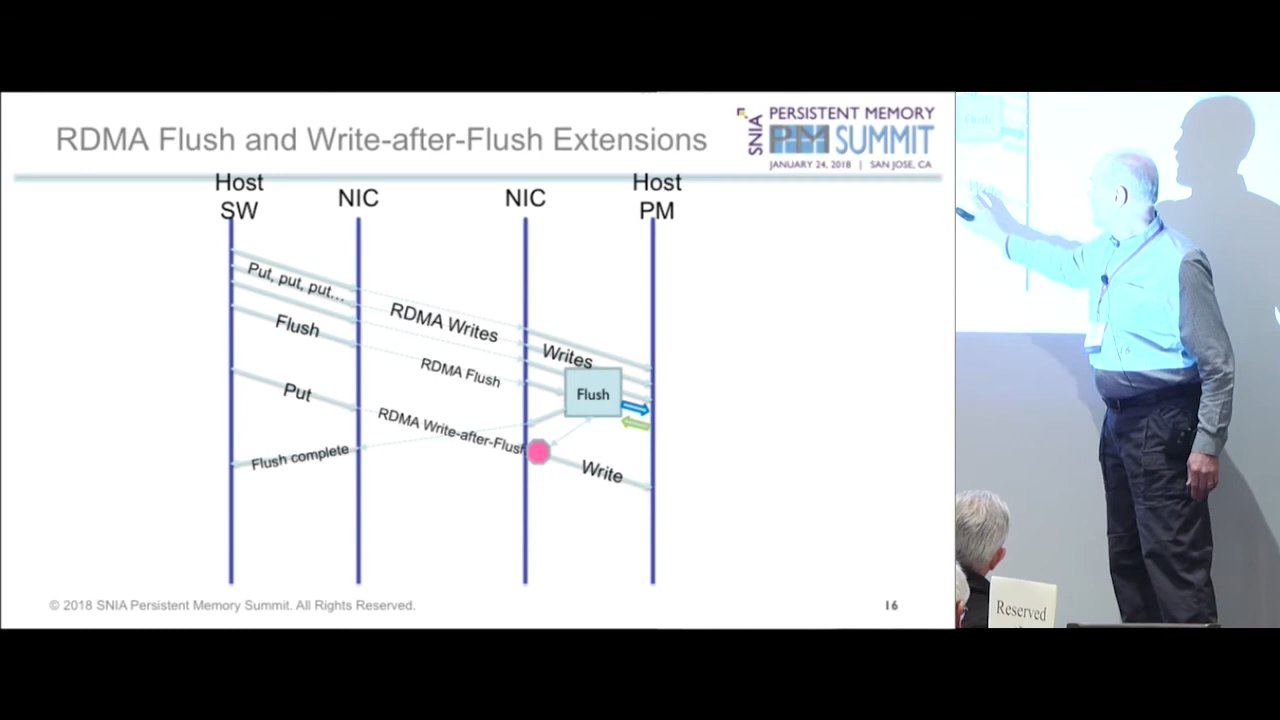 RDMA Flush and Write-after-Flush Extensions
SNIA
PERSISTENT MEMORY
PM SUMMIT
JANUARY 24, 2018 | SAN JOSE, CA
Host
SW
NIC
NIC
Host
PM
Put, put, put...
RDMA Writes
Writes
Flush
RDMA Flush
Flush
Put
RDMA Write-after-Flush
Flush complete
Write
© 2018 SNIA Persistent Memory Summit. All Rights Reserved.
16
Reserved